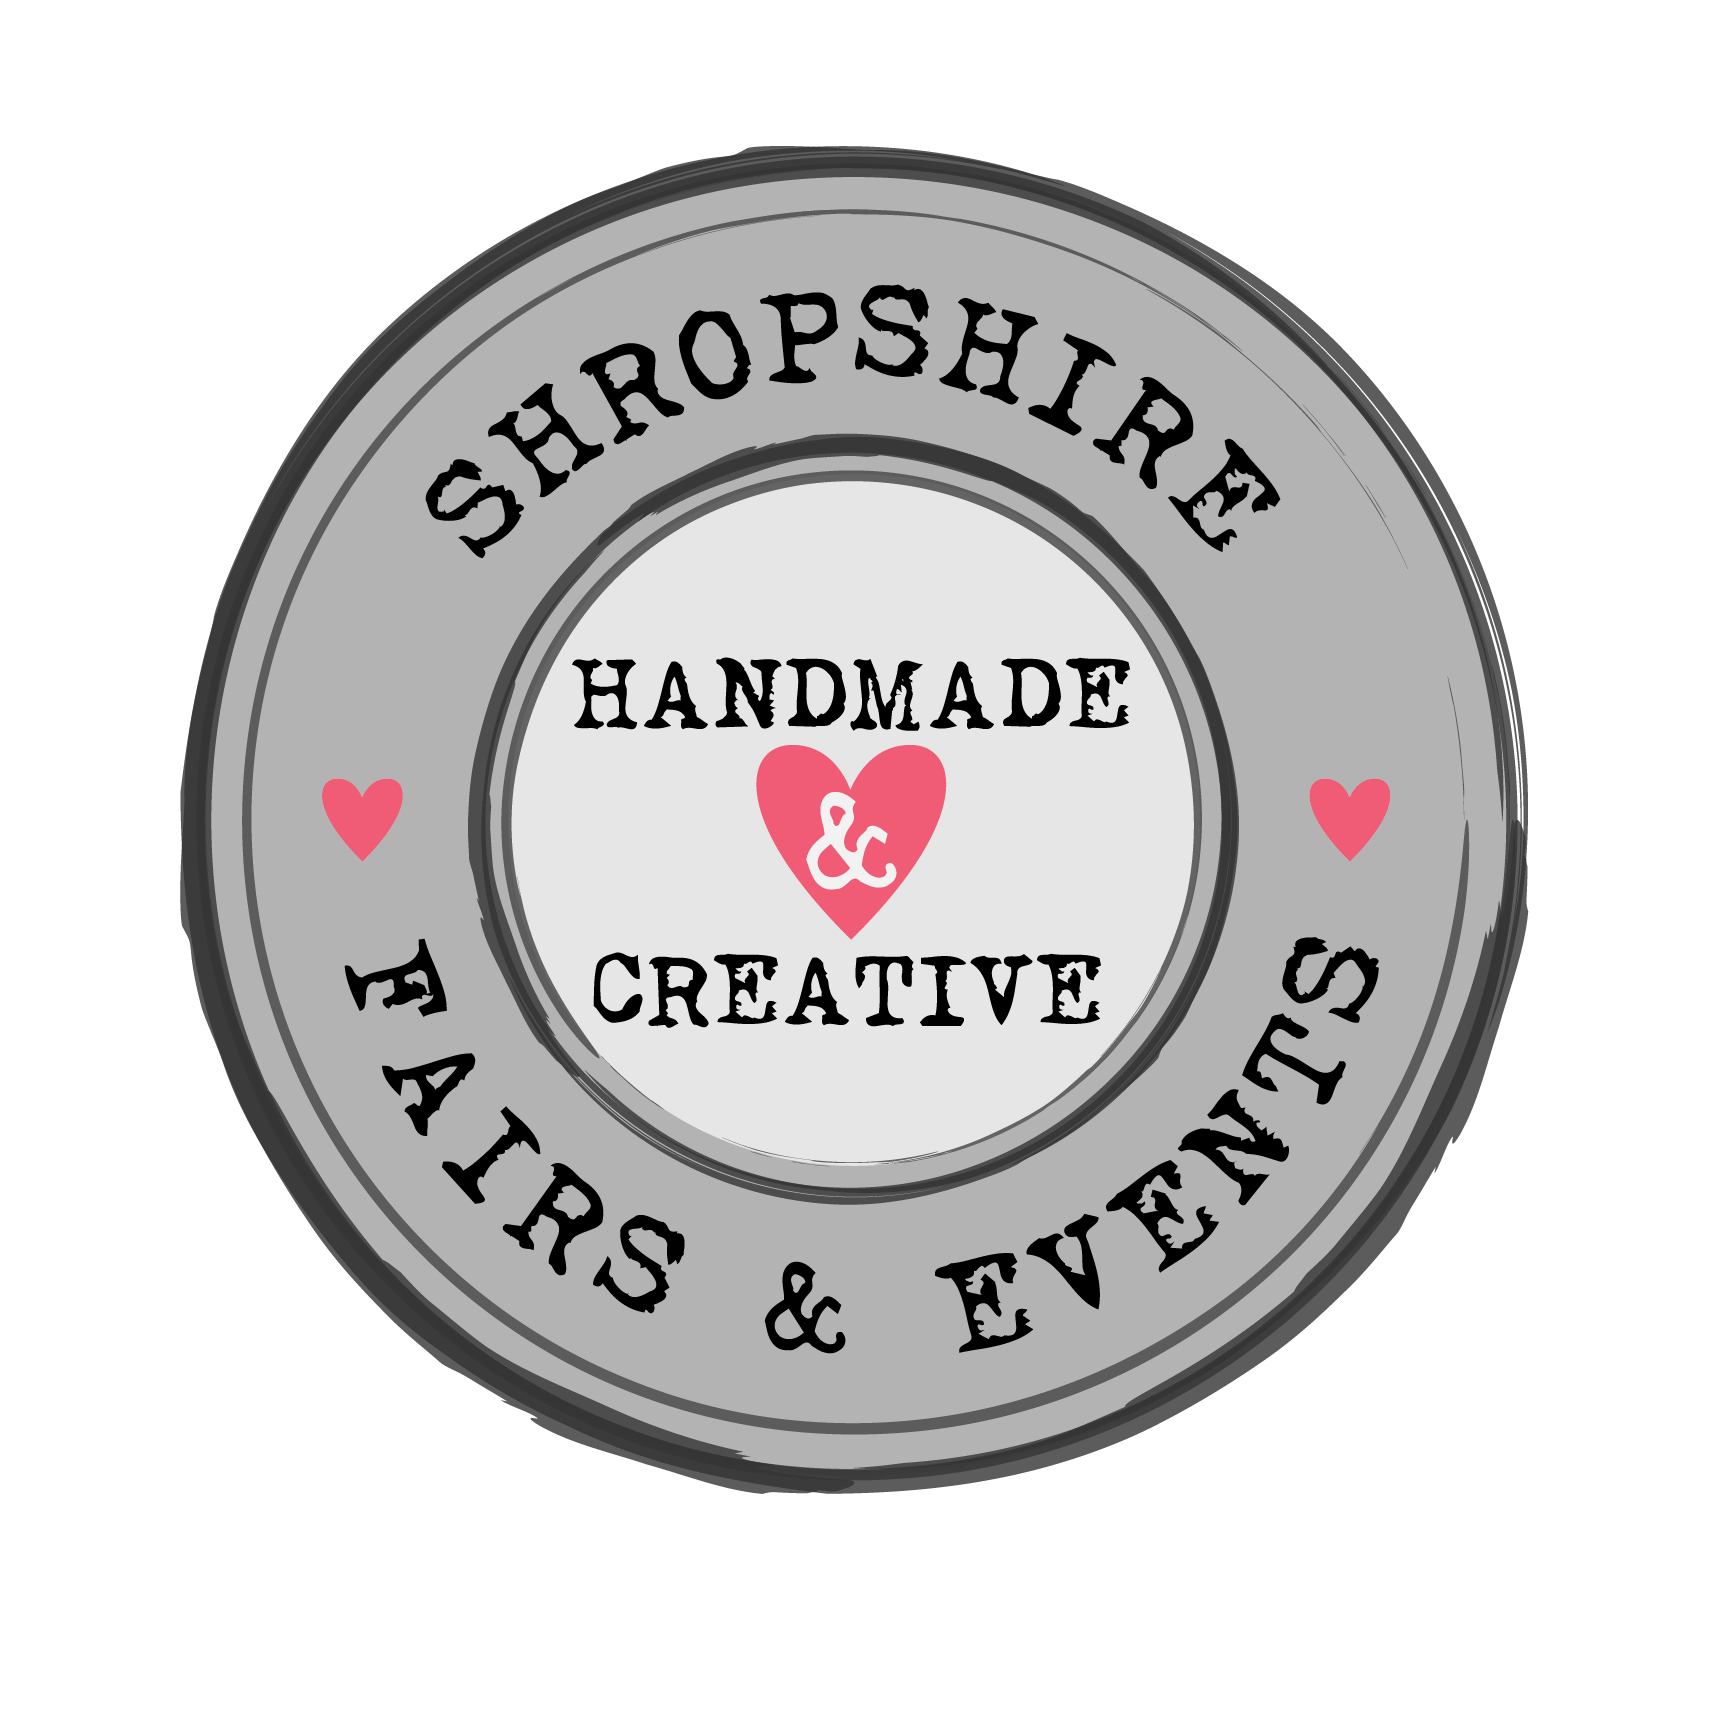 SHROPSHIRE
HANDMADE
&
CREATIVE
FAIRS & EVENTS